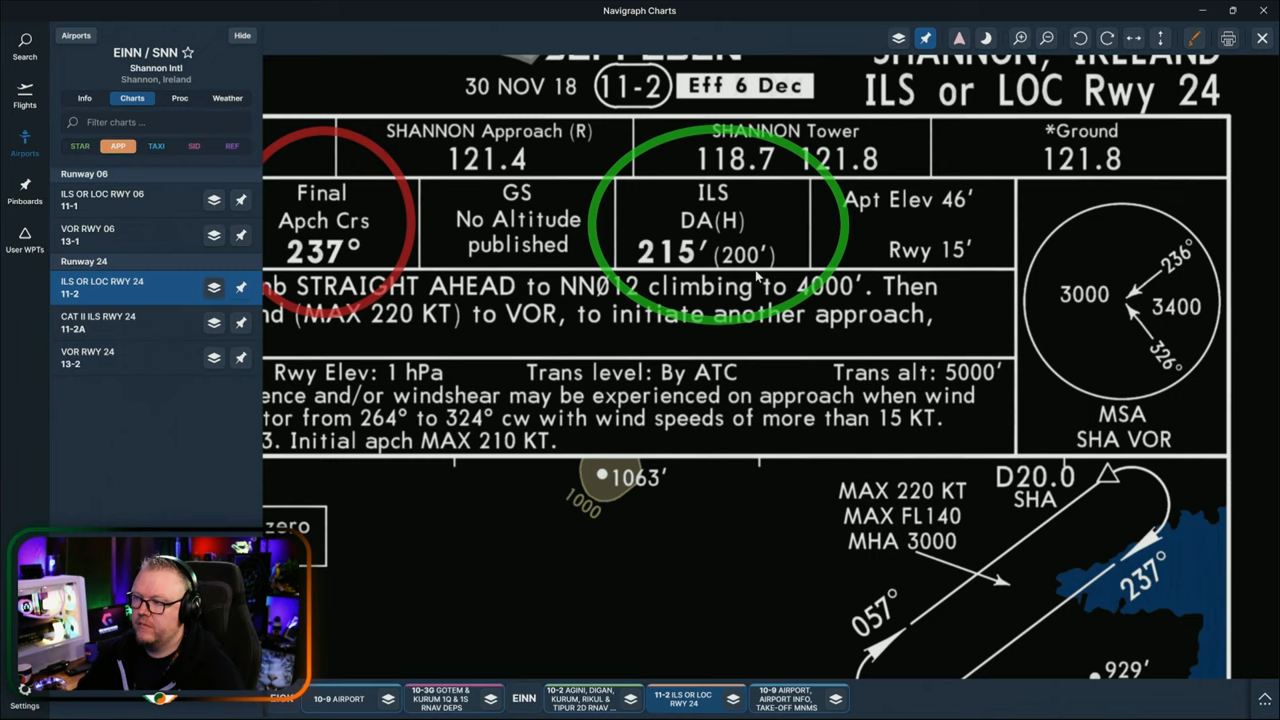 Navigraph Charts
Search
Flights
Airports
Pinboards
User WPTs
Settings
Airports
Hide
EINN / SNN
Shannon Intl
Shannon, Ireland
Info
Charts
Proc
Weather
Filter charts ...
STAR
APP
TAXI
SID
REF
Runway 06
ILS OR LOC RWY 06
11-1
VOR RWY 06
13-1
Runway 24
ILS OR LOC RWY 24
11-2
CAT II ILS RWY 24
11-2A
VOR RWY 24
13-2
30 NOV 18
11-2
Eff 6 Dec
SHANNON, IRELAND
ILS or LOC Rwy 24
SHANNON Approach (R)
121.4
SHANNON Tower
118.7 121.8
*Ground
121.8
Final
Apch Crs
237°
GS
No Altitude
published
ILS
DA(H)
215' (200')
Apt Elev 46'
Rwy 15'
STRAIGHT AHEAD to NNØ12 climbing to 4000'. Then
(MAX 220 KT) to VOR, to initiate another approach,
Rwy Elev: 1 hPa
Trans level: By ATC
Trans alt: 5000'
ence and/or windshear may be experienced on approach when wind
tor from 264° to 324° cw with wind speeds of more than 15 KT.
3. Initial apch MAX 210 KT.
236°
3000
3400
326°
MSA
SHA VOR
1063'
1000
zero
MAX 220 KT
MAX FL140
MHA 3000
D20.0
SHA
057°
237°
929'
10-9 AIRPORT
10-3G GOTEM &
KURUM 1Q & 1S
RNAV DEPS
EINN
10-2 AGINI, DIGAN,
KURUM, RIKUL &
TIPUR 2D RNAV ...
11-2 ILS OR LOC
RWY 24
10-9 AIRPORT,
AIRPORT INFO,
TAKE-OFF MNMS